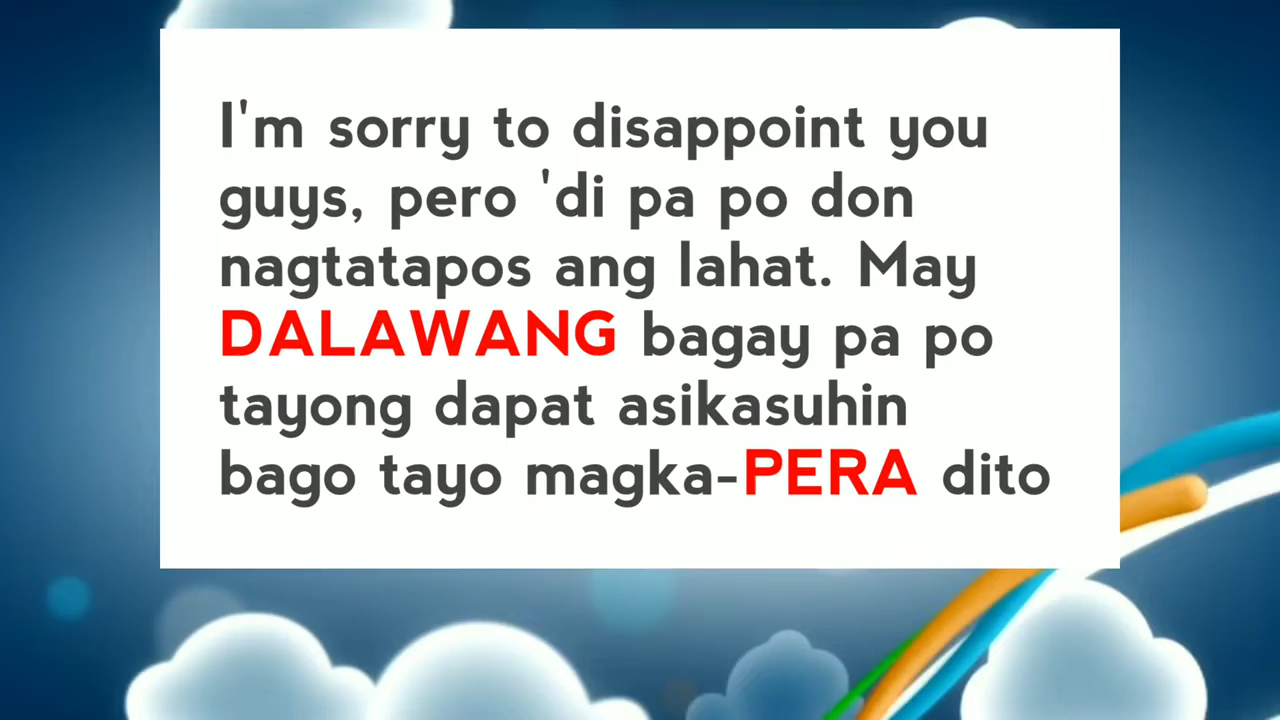 I'm sorry to disappoint you
guys, pero 'di pa po don
nagtatapos ang lahat. May
DALAWANG bagay pa po
tayong dapat asikasuhin
bago tayo magka-PERA dito